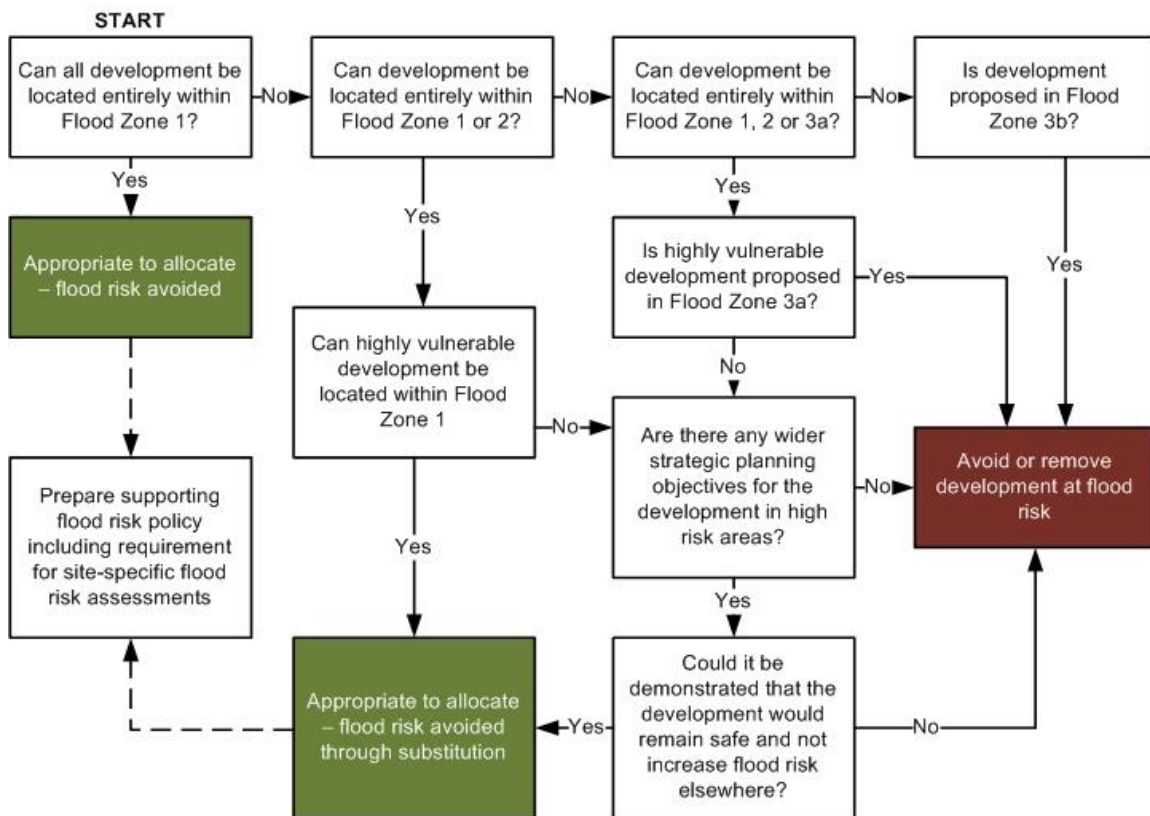 START
Can all development be
located entirely within
Flood Zone 1?
No
Can development be
located entirely within
Flood Zone 1 or 2?
No
Can development be
located entirely within
Flood Zone 1, 2 or 3a?
No
Is development
proposed in Flood
Zone 3b?
Yes
Yes
Yes
Yes
Appropriate to allocate
– flood risk avoided
Is highly vulnerable
development proposed
in Flood Zone 3a?
Yes
No
Can highly vulnerable
development be
located within Flood
Zone 1
No
Yes
Are there any wider
strategic planning
objectives for the
development in high
risk areas?
No
Yes
Avoid or remove
development at flood
risk
Prepare supporting
flood risk policy
including requirement
for site-specific flood
risk assessments
Appropriate to allocate
– flood risk avoided
through substitution
Yes
Could it be
demonstrated that the
development would
remain safe and not
increase flood risk
elsewhere?
No